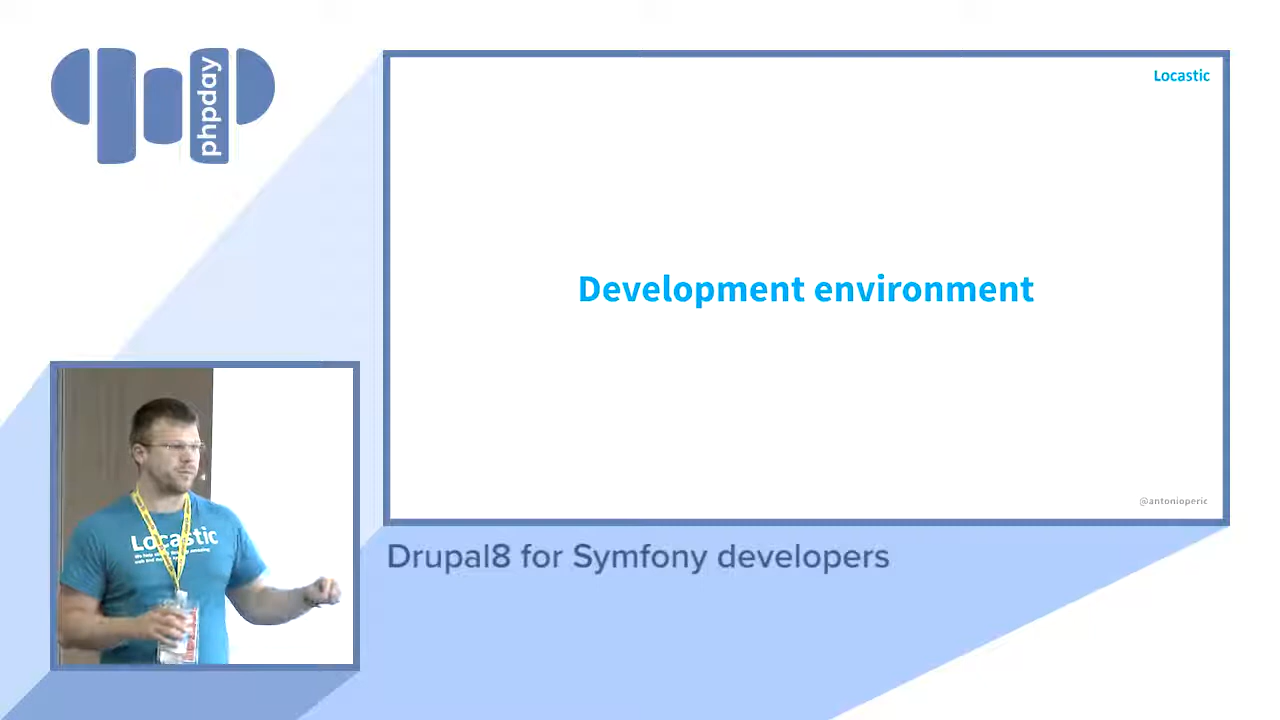 phpday
Locastic
Development environment
@antonioperic
Drupal8 for Symfony developers
Locastic